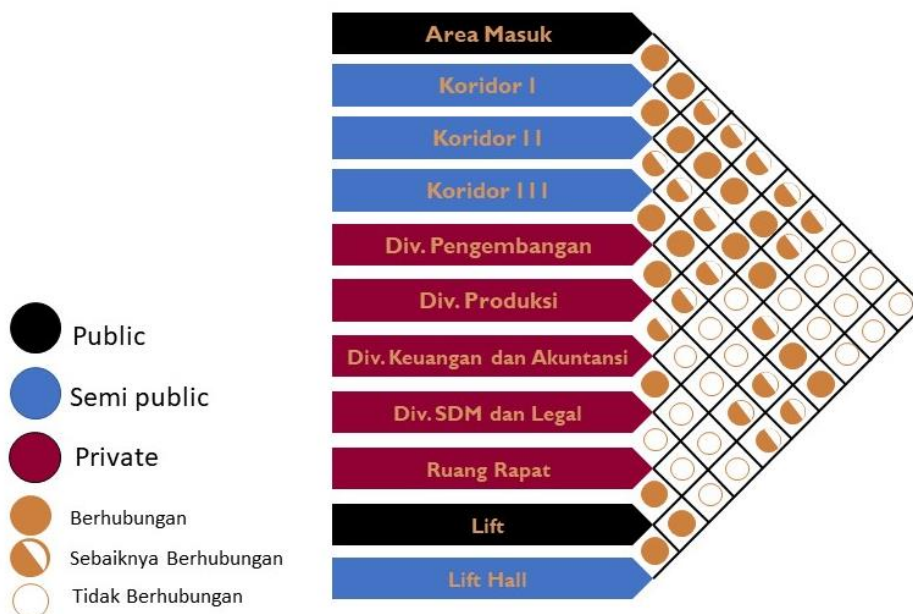 Area Masuk
Koridor I
Koridor II
Koridor III
Div. Pengembangan
Div. Produksi
Div. Keuangan dan Akuntansi
Div. SDM dan Legal
Ruang Rapat
Lift
Lift Hall
Public
Semi public
Private
Berhubungan
Sebaiknya Berhubungan
Tidak Berhubungan